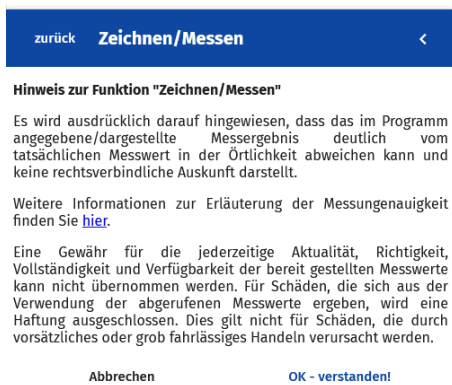 zurück Zeichnen/Messen <
Hinweis zur Funktion "Zeichnen/Messen"
Es wird ausdrücklich darauf hingewiesen, dass das im Programm
angegebene/dargestellte Messergebnis deutlich vom
tatsächlichen Messwert in der Örtlichkeit abweichen kann und
keine rechtsverbindliche Auskunft darstellt.
Weitere Informationen zur Erläuterung der Messungenauigkeit
finden Sie hier.
Eine Gewähr für die jederzeitige Aktualität, Richtigkeit,
Vollständigkeit und Verfügbarkeit der bereit gestellten Messwerte
kann nicht übernommen werden. Für Schäden, die sich aus der
Verwendung der abgerufenen Messwerte ergeben, wird eine
Haftung ausgeschlossen. Dies gilt nicht für Schäden, die durch
vorsätzliches oder grob fahrlässiges Handeln verursacht werden.
Abbrechen OK - verstanden!